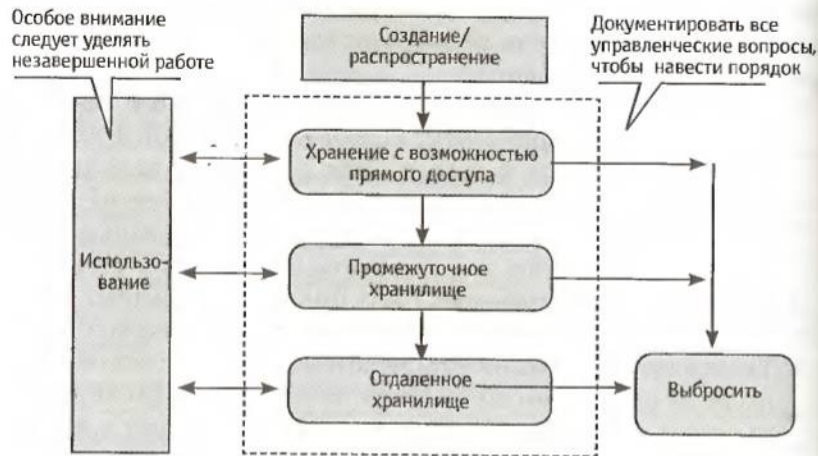 Особое внимание
следует уделять
незавершенной работе
Создание/
распространение
Документировать все
управленческие вопросы,
чтобы навести порядок
Хранение с возможностью
прямого доступа
Использо-
вание
Промежуточное
хранилище
Отдаленное
хранилище
Выбросить